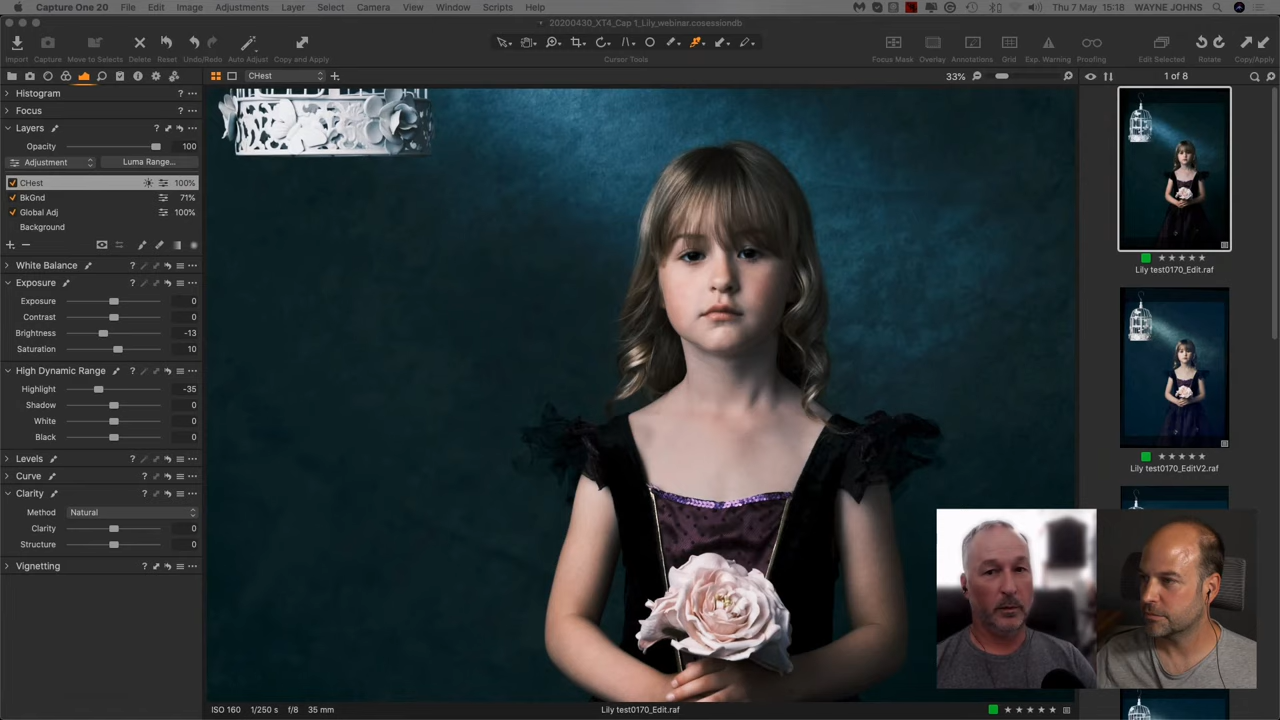 Capture One 20 File Edit Image Adjustments Layer Select Camera View Window Scripts Help Thu 7 May 15:18 WAYNE JOHNS
20200430_XT4_Cap 1_Lily_webinar.cosessiondb
Import Capture Move to Selects Delete Reset Undo/Redo Auto Adjust Copy and Apply Cursor Tools Focus Mask Overlay Annotations Grid Exp. Warning Proofing Edit Selected Rotate Copy/Apply
CHest 33% 1 of 8
Histogram
Focus
Layers
Opacity 100
Adjustment Luma Range...
CHest 100%
BkGnd 71%
Global Adj 100%
Background
White Balance
Exposure
Exposure 0
Contrast 0
Brightness -13
Saturation 10
High Dynamic Range
Highlight -35
Shadow 0
White 0
Black 0
Levels
Curve
Clarity
Method Natural
Clarity 0
Structure 0
Vignetting
Lily test0170_Edit.raf
Lily test0170_EditV2.raf
ISO 160 1/250 s f/8 35 mm Lily test0170_Edit.raf